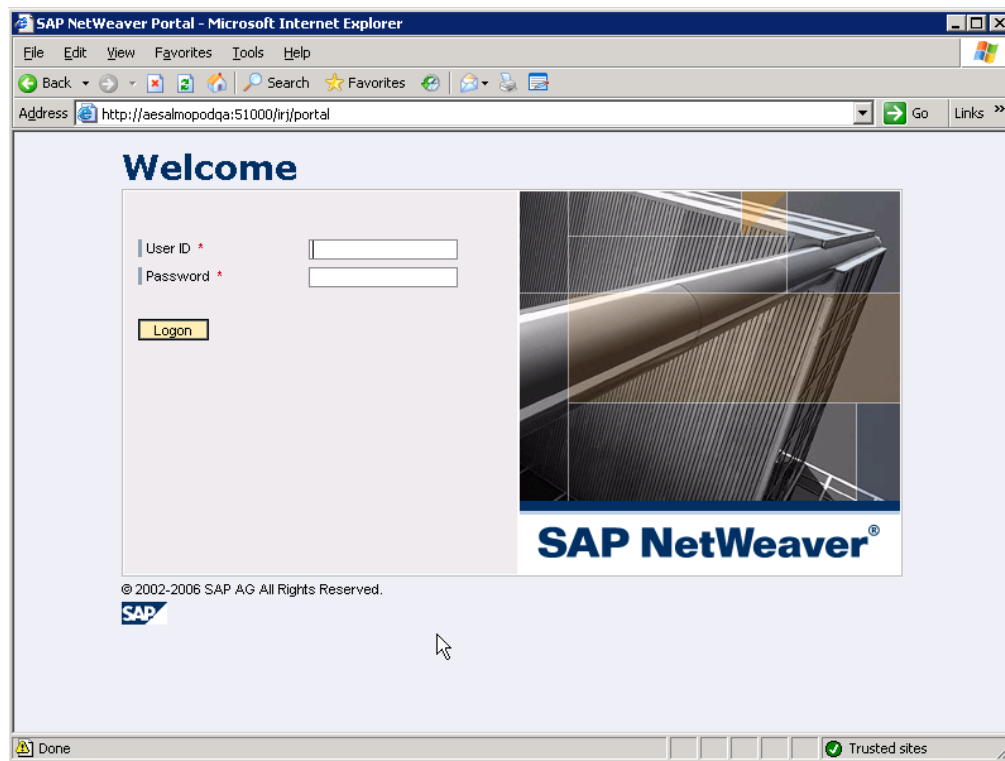 SAP NetWeaver Portal - Microsoft Internet Explorer
File Edit View Favorites Tools Help
Back Search Favorites
Address http://aesalmopodqa:51000/irj/portal Go Links »
Welcome
User ID *
Password *
Logon
SAP NetWeaver®
© 2002-2006 SAP AG All Rights Reserved.
SAP
Done Trusted sites